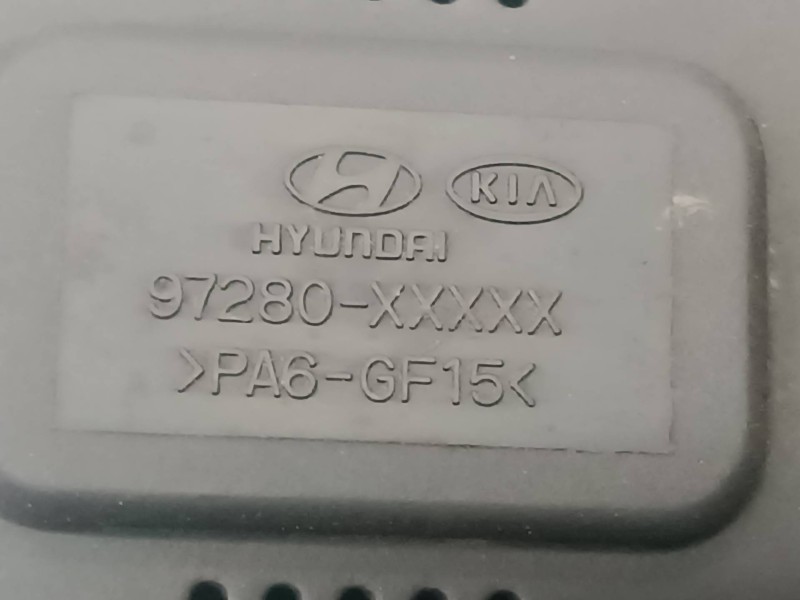 KIA
HYUNDAI
97280-XXXXX
>PA6-GF15<